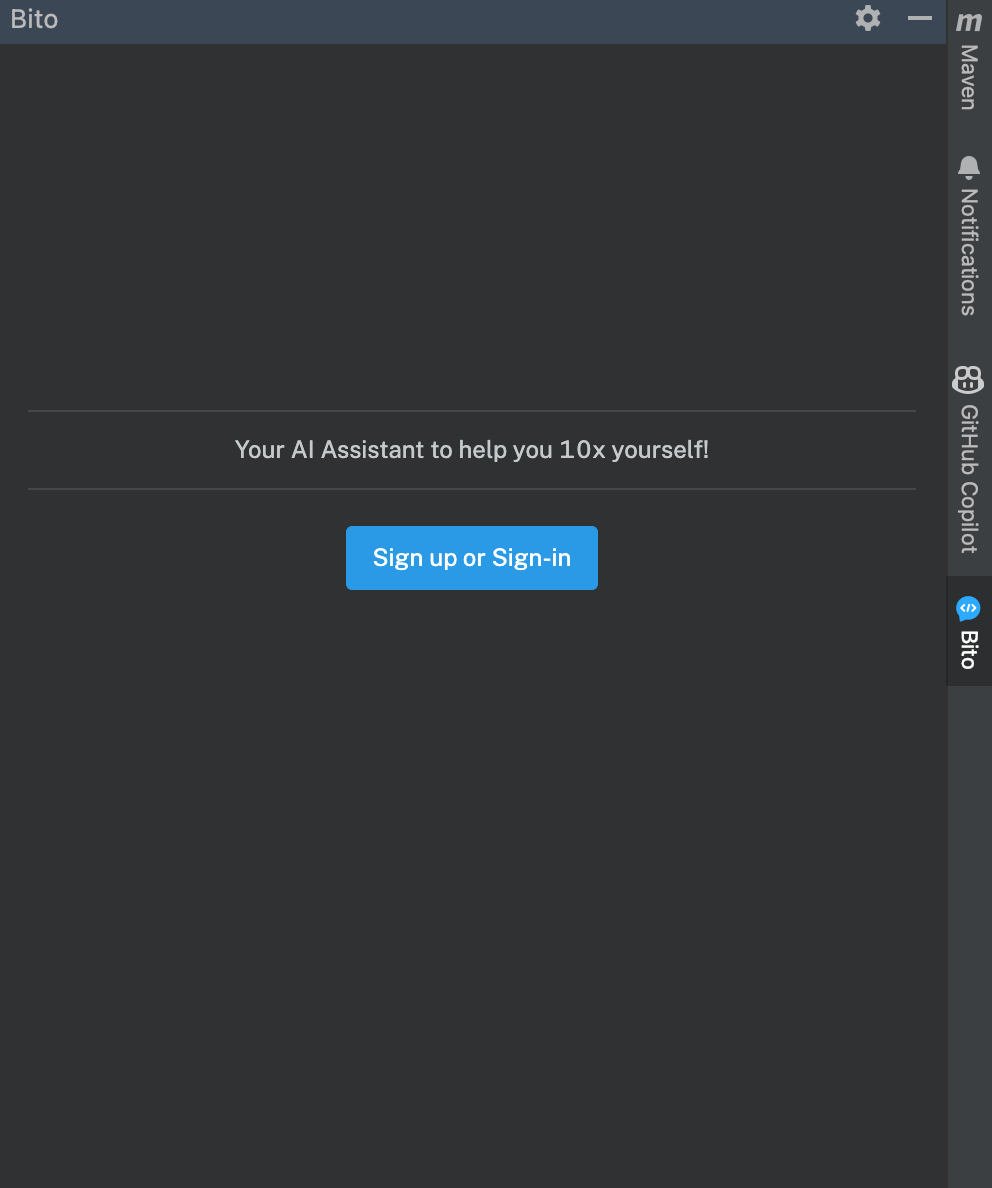 Bito
Your AI Assistant to help you 10x yourself!
Sign up or Sign-in
m
Maven
Notifications
GitHub Copilot
</>
Bito